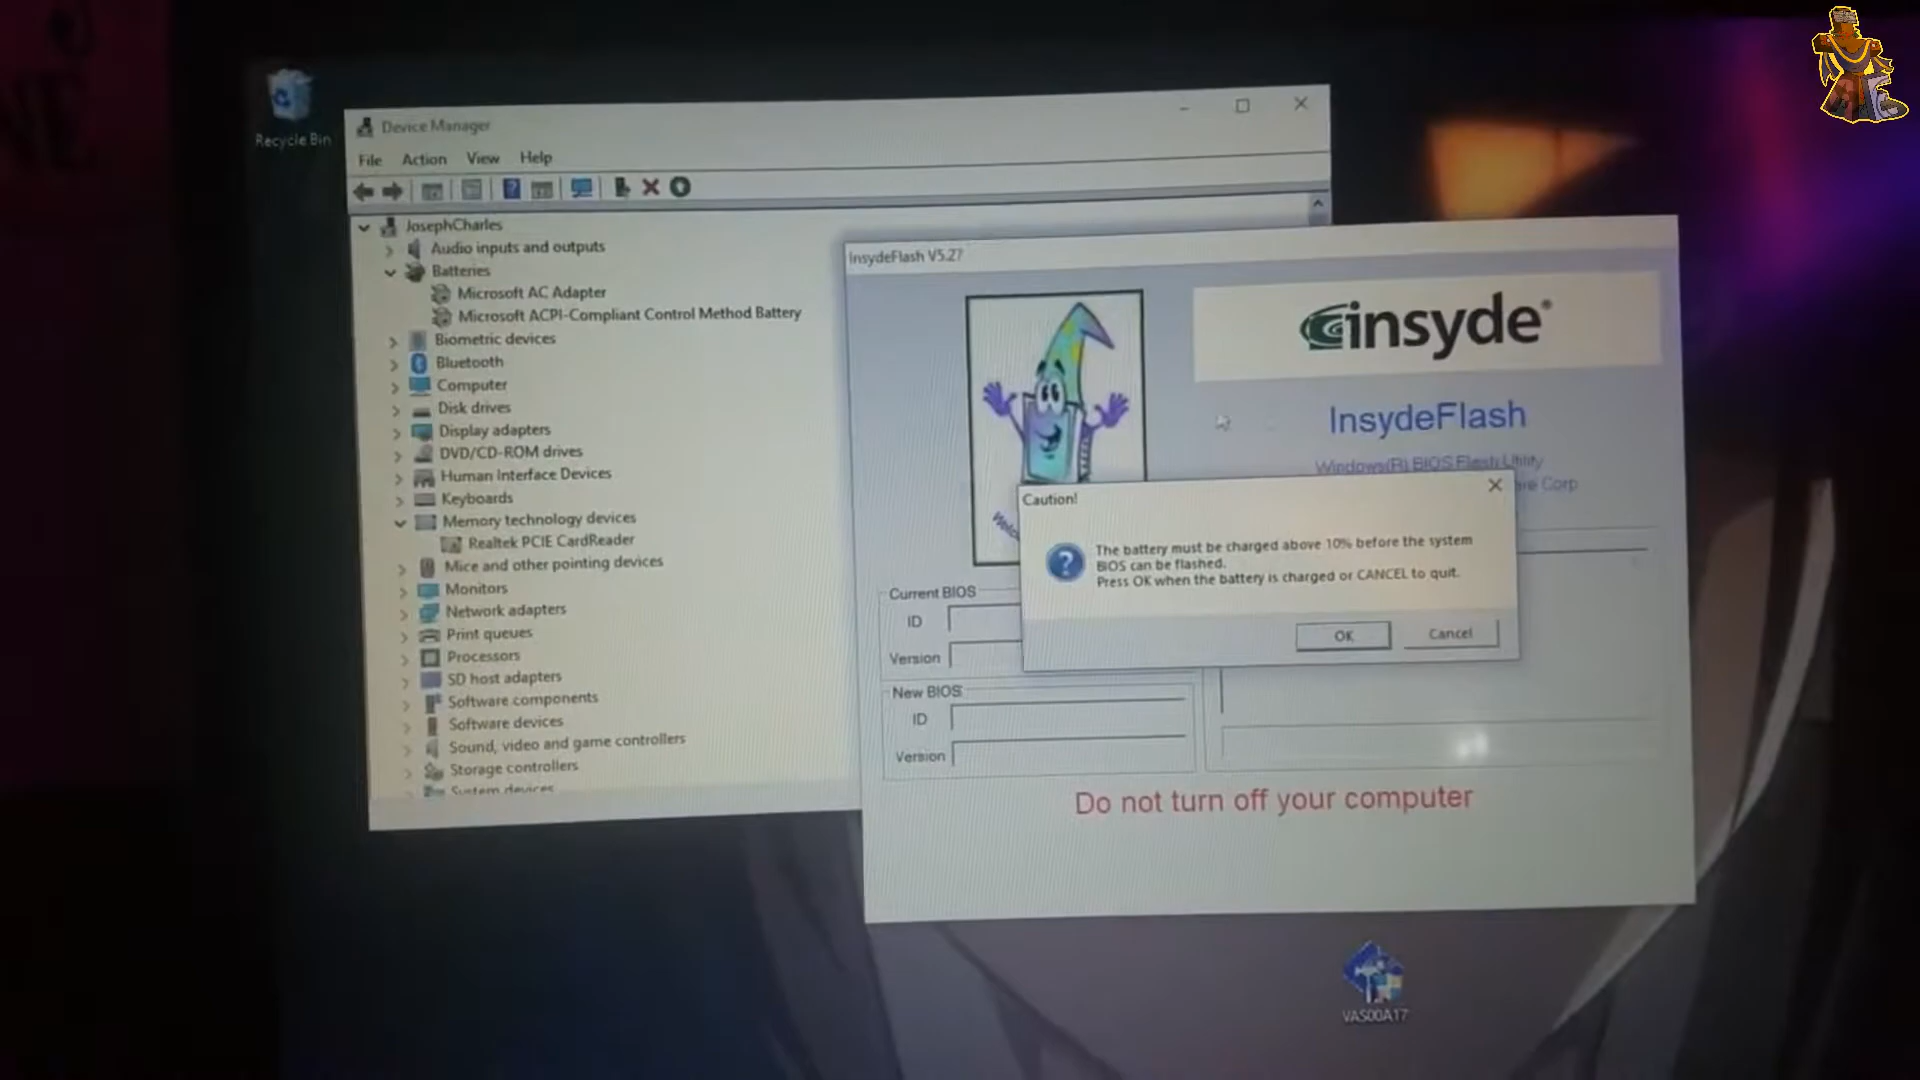 Recycle Bin
Device Manager
File Action View Help
JosephCharles
Audio inputs and outputs
Batteries
Microsoft AC Adapter
Microsoft ACPI-Compliant Control Method Battery
Biometric devices
Bluetooth
Computer
Disk drives
Display adapters
DVD/CD-ROM drives
Human Interface Devices
Keyboards
Memory technology devices
Realtek PCIE CardReader
Mice and other pointing devices
Monitors
Network adapters
Print queues
Processors
SD host adapters
Software components
Software devices
Sound, video and game controllers
Storage controllers
System devices
InsydeFlash V5.27
insyde®
InsydeFlash
Windows(R) BIOS Flash Utility
Corp
Caution!
The battery must be charged above 10% before the system
BIOS can be flashed.
Press OK when the battery is charged or CANCEL to quit.
OK
Cancel
Current BIOS
ID
Version
New BIOS
ID
Version
Do not turn off your computer
VAS00A17